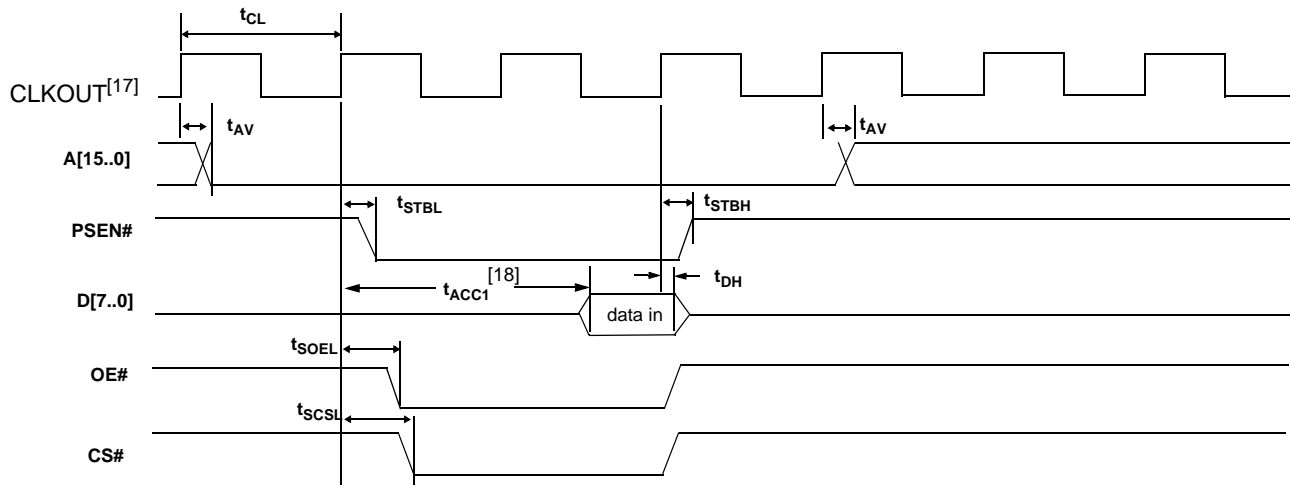 tCL
CLKOUT[17]
tAV
tAV
A[15..0]
tSTBL
tSTBH
PSEN#
[18]
tACC1
tDH
D[7..0]
data in
tSOEL
OE#
tSCSL
CS#